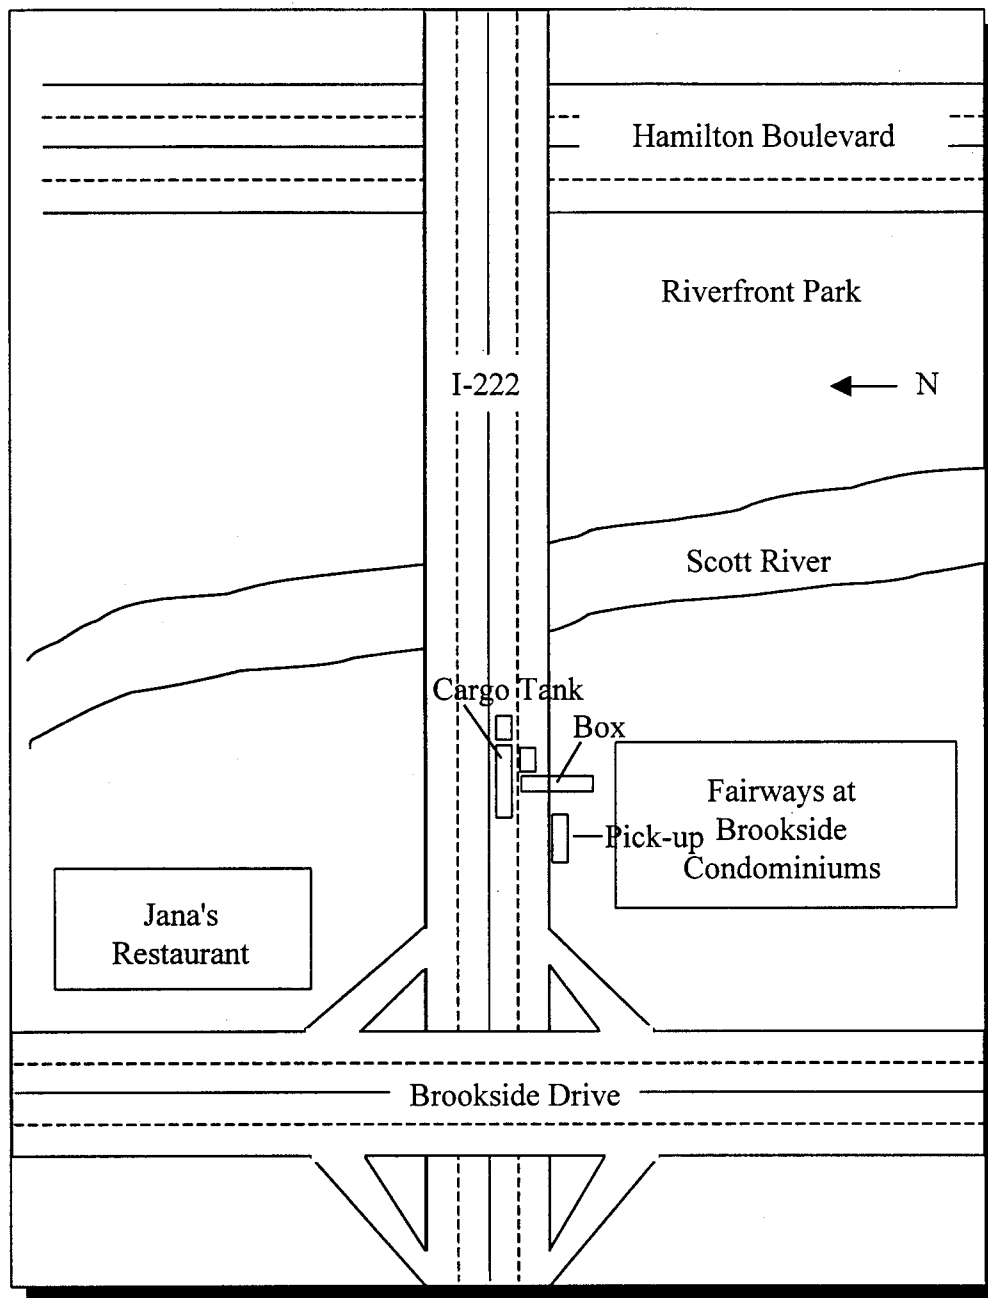 Hamilton Boulevard
Riverfront Park
I-222
N
Scott River
Cargo Tank
Box
Fairways at
Brookside
Condominiums
Pick-up
Jana's
Restaurant
Brookside Drive